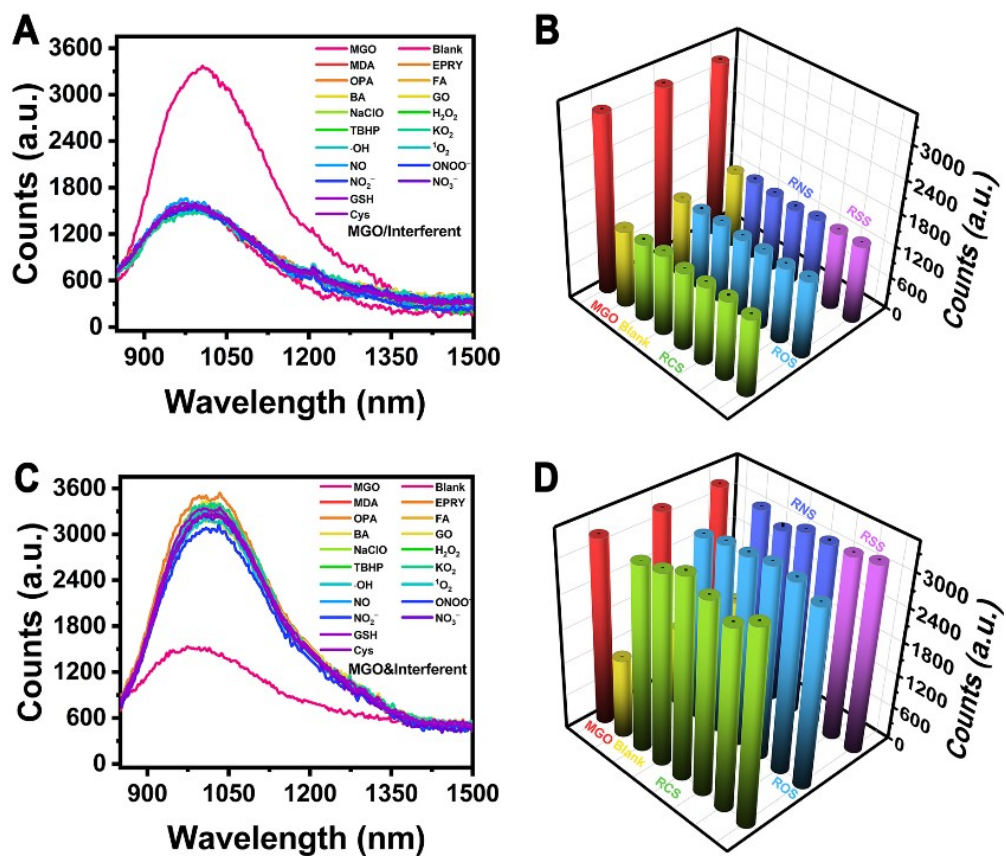 A
3600
3000
2400
1800
1200
600
0
Counts (a.u.)
MGO Blank
MDA EPRY
OPA FA
BA GO
NaClO H₂O₂
TBHP KO₂
·OH ¹O₂
NO ONOO⁻
NO₂⁻ NO₃⁻
GSH
Cys
MGO/Interferent
900 1050 1200 1350 1500
Wavelength (nm)
B
RNS
RSS
MGO
Blank
RCS
ROS
3000
2400
1800
1200
600
0
Counts (a.u.)
C
3600
3000
2400
1800
1200
600
0
Counts (a.u.)
MGO Blank
MDA EPRY
OPA FA
BA GO
NaClO H₂O₂
TBHP KO₂
·OH ¹O₂
NO ONOO⁻
NO₂⁻ NO₃⁻
GSH
Cys
MGO&Interferent
900 1050 1200 1350 1500
Wavelength (nm)
D
RNS
RSS
MGO
Blank
RCS
ROS
3000
2400
1800
1200
600
0
Counts (a.u.)